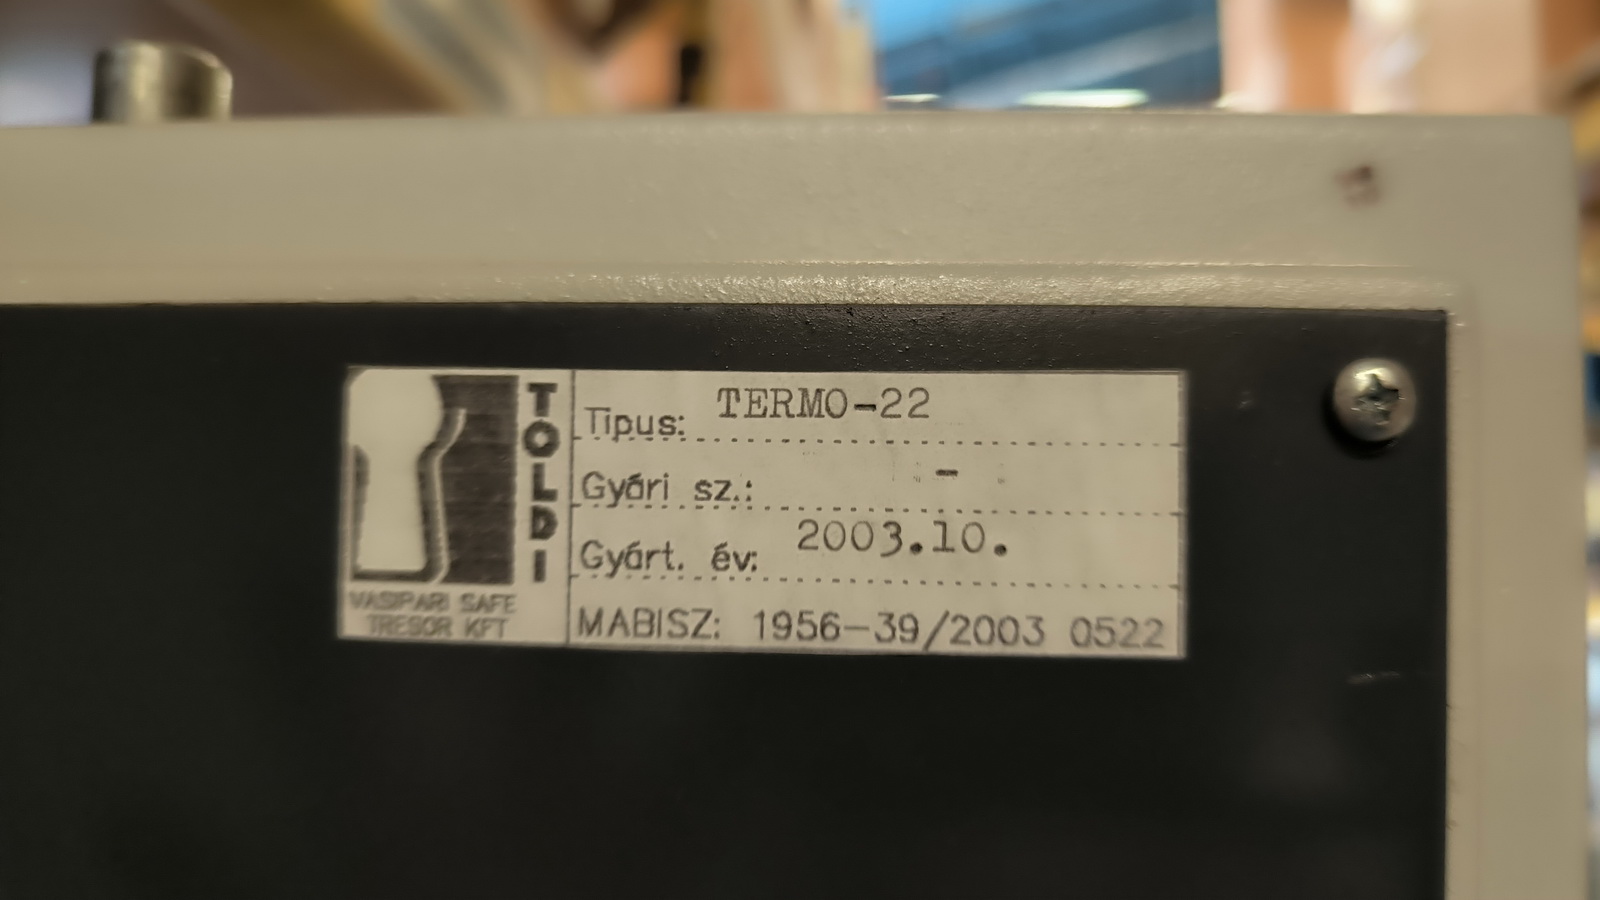 TOLDI
VASIPARI SAFE
TRESOR KFT
Tipus: TERMO-22
Gyári sz.: -
Gyárt. év: 2003.10.
MABISZ: 1956-39/2003 0522